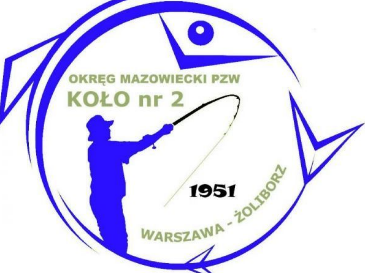 OKRĘG MAZOWIECKI PZW
KOŁO nr 2
1951
WARSZAWA - ŻOLIBORZ